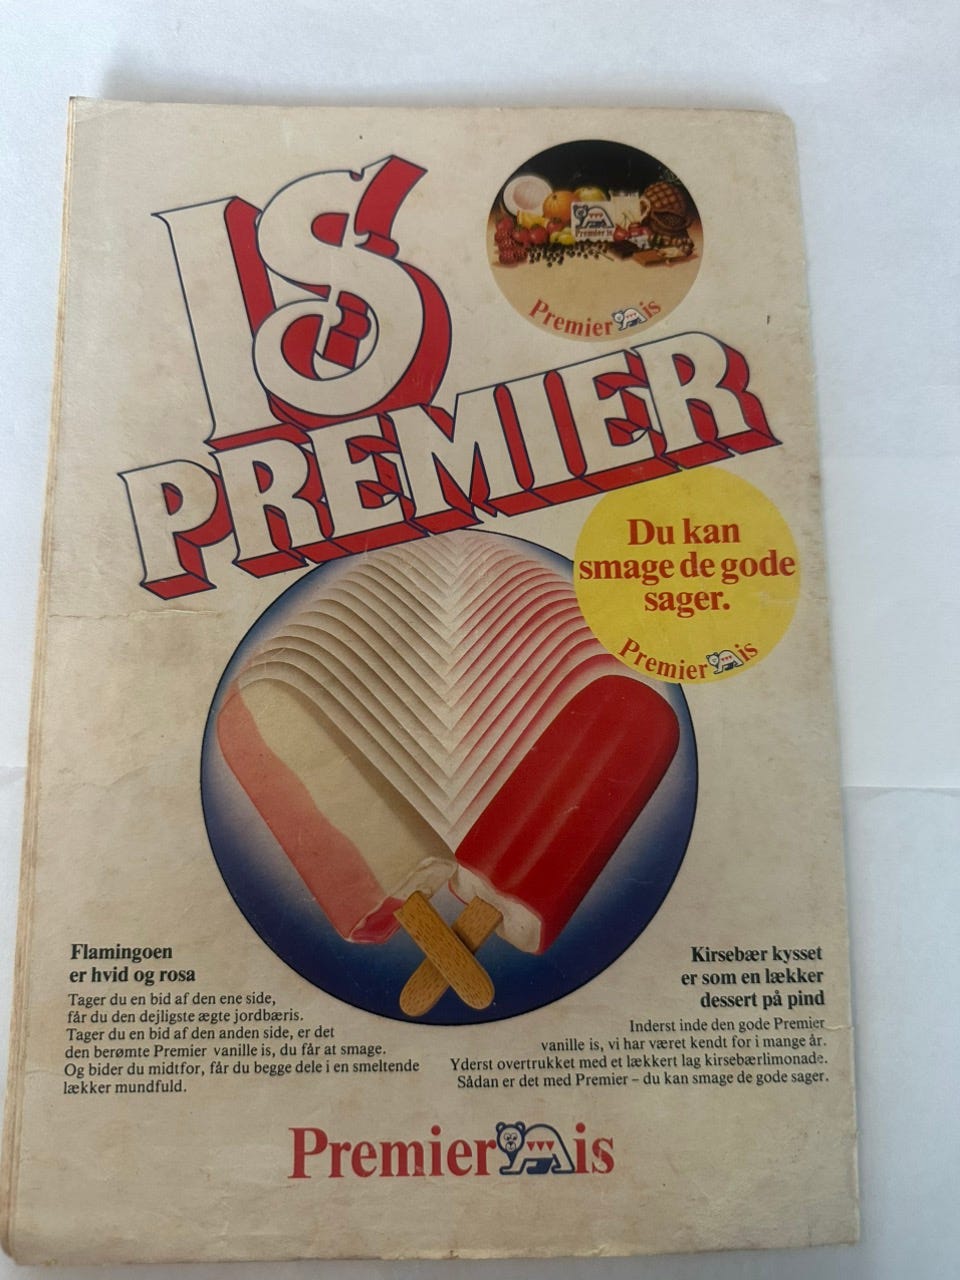 IS
PREMIER
Premier is
Premier is
Du kan
smage de gode
sager.
Premier is
Flamingoen
er hvid og rosa
Tager du en bid af den ene side,
får du den dejligste ægte jordbæris.
Tager du en bid af den anden side, er det
den berømte Premier vanille is, du får at smage.
Og bider du midtfor, får du begge dele i en smeltende
lækker mundfuld.
Kirsebær kysset
er som en lækker
dessert på pind
Inderst inde den gode Premier
vanille is, vi har været kendt for i mange år.
Yderst overtrukket med et lækkert lag kirsebærlimonade.
Sådan er det med Premier – du kan smage de gode sager.
Premier is